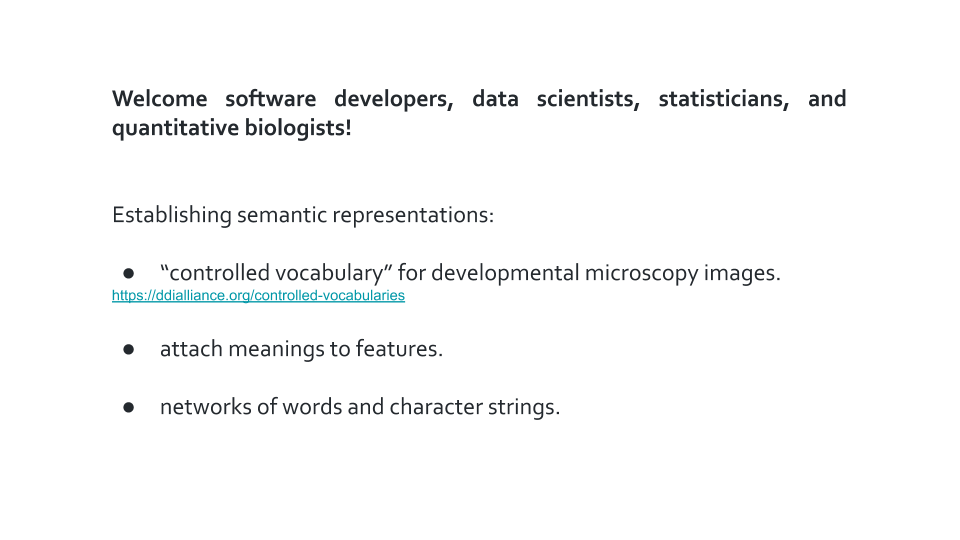 Welcome software developers, data scientists, statisticians, and
quantitative biologists!
Establishing semantic representations:
● “controlled vocabulary” for developmental microscopy images.
https://ddialliance.org/controlled-vocabularies
● attach meanings to features.
● networks of words and character strings.